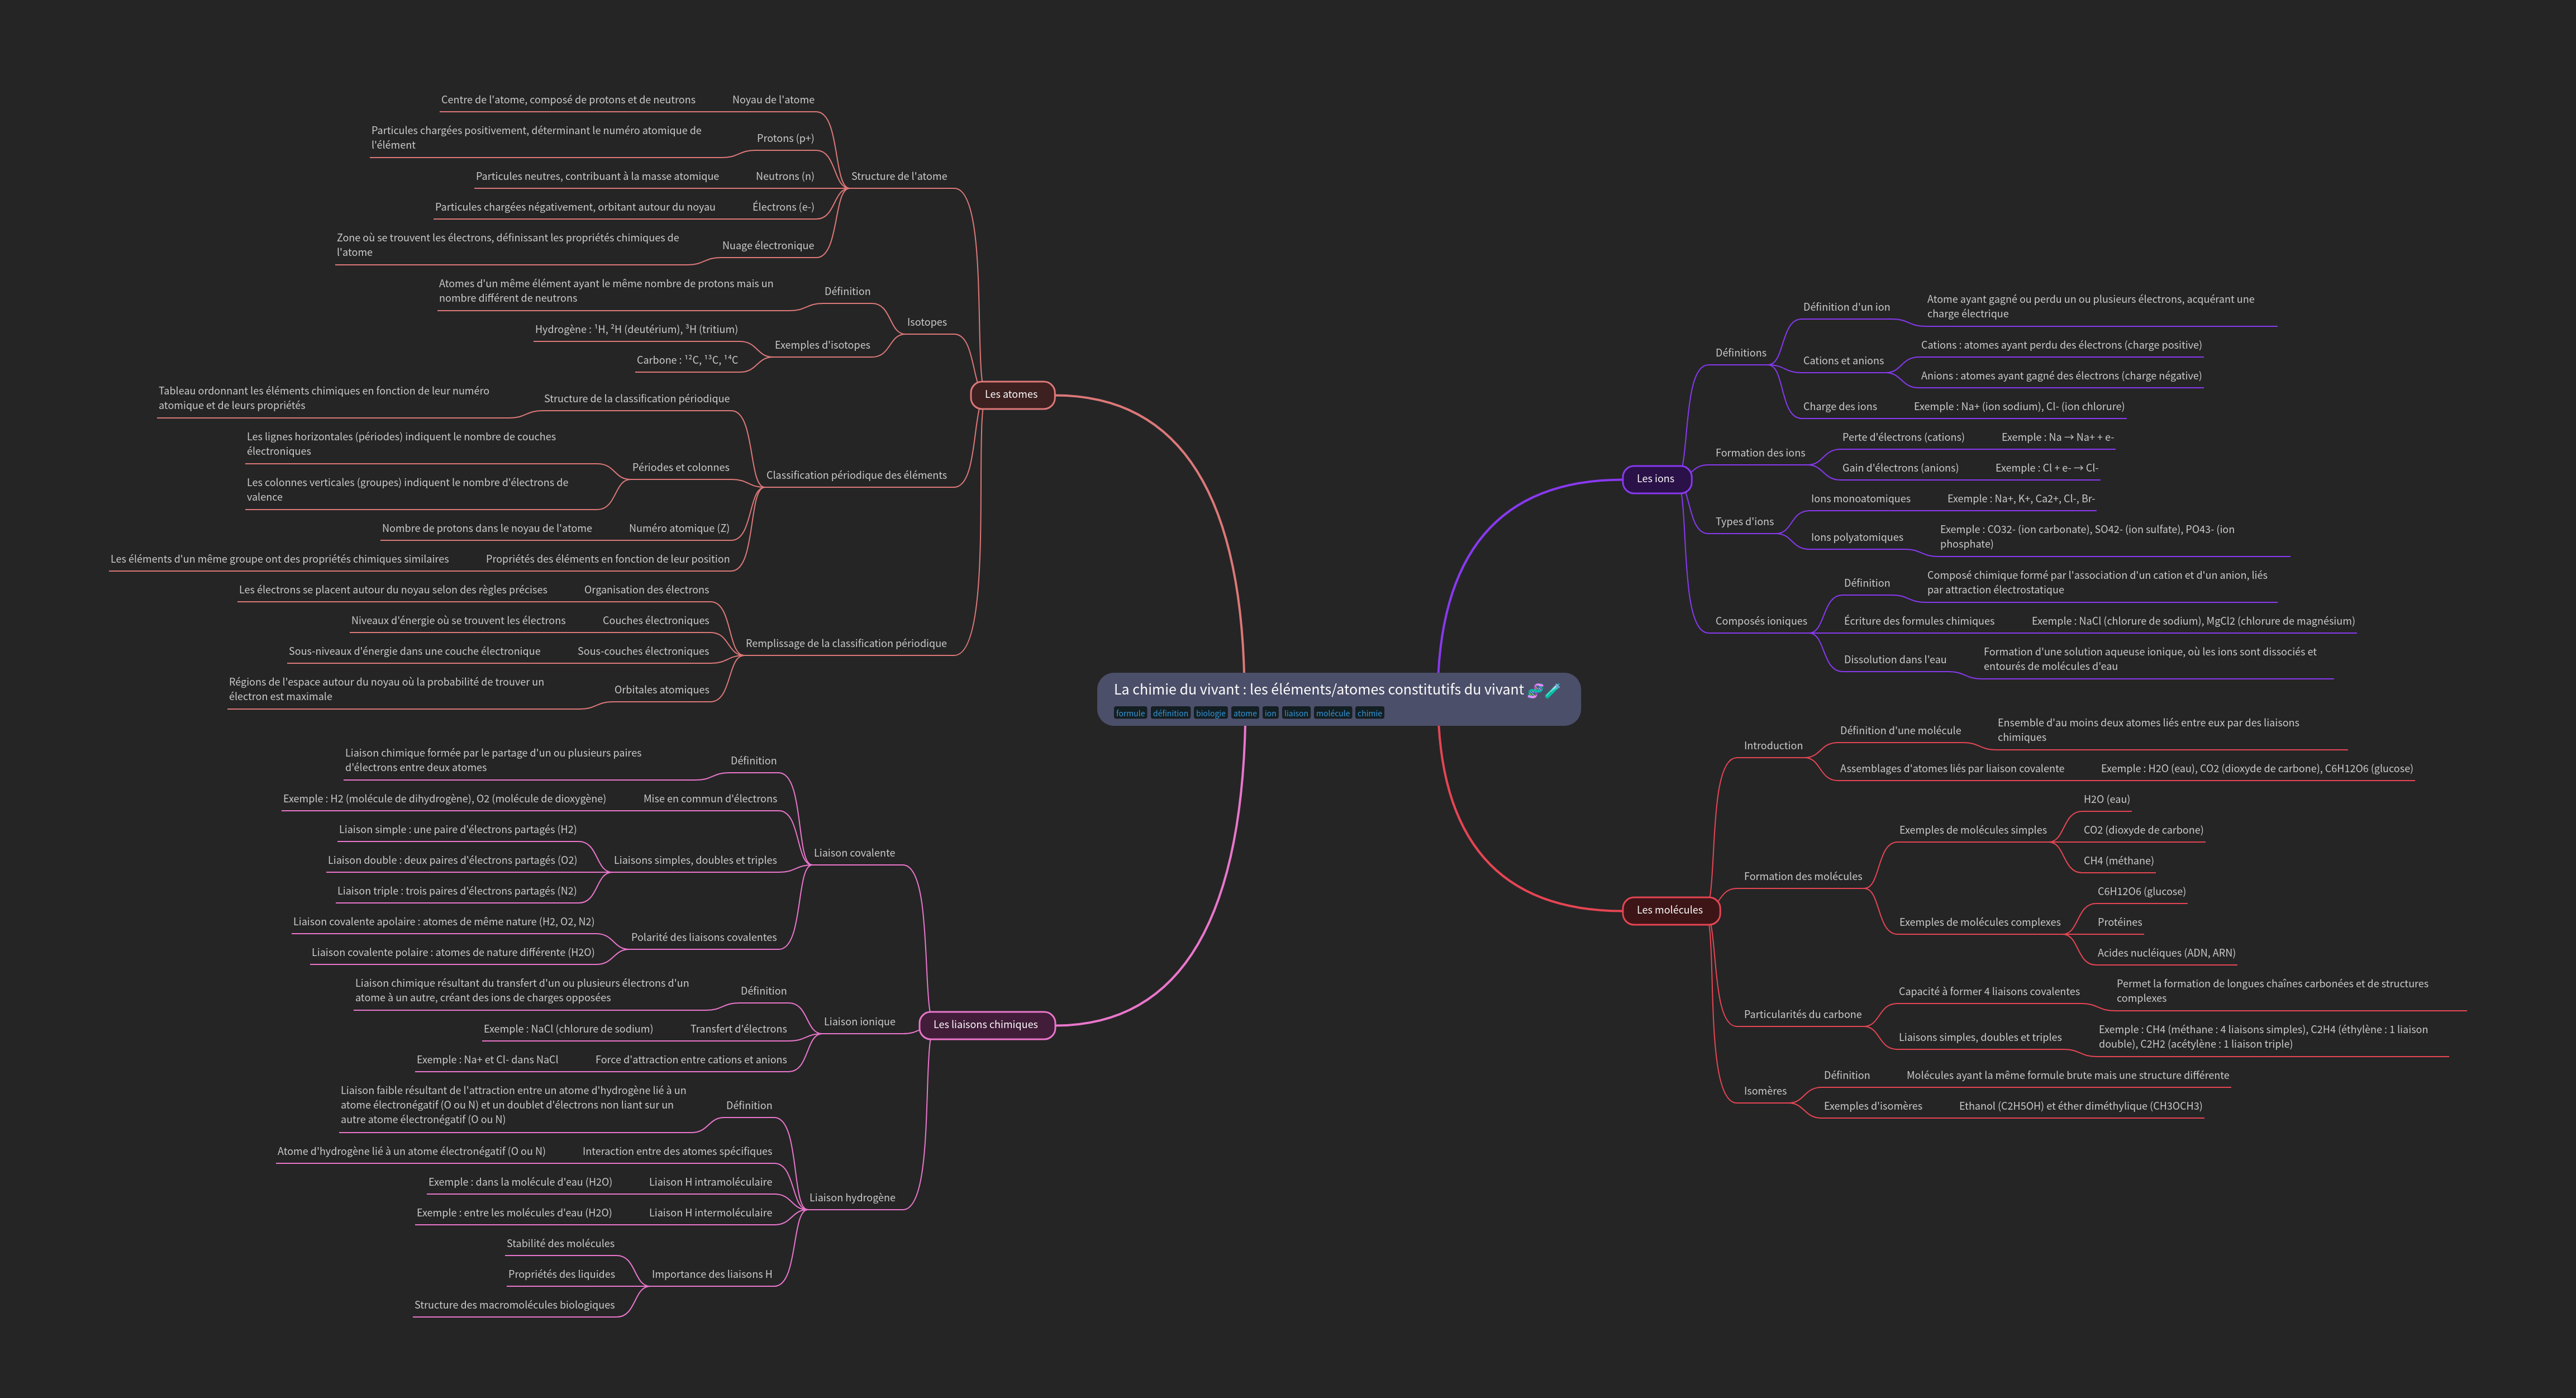 La chimie du vivant : les éléments/atomes constitutifs du vivant 🧬🧪
formule définition biologie atome ion liaison molécule chimie
Les atomes
Structure de l'atome
Noyau de l'atome
Centre de l'atome, composé de protons et de neutrons
Protons (p+)
Particules chargées positivement, déterminant le numéro atomique de
l'élément
Neutrons (n)
Particules neutres, contribuant à la masse atomique
Électrons (e-)
Particules chargées négativement, orbitant autour du noyau
Nuage électronique
Zone où se trouvent les électrons, définissant les propriétés chimiques de
l'atome
Isotopes
Définition
Atomes d'un même élément ayant le même nombre de protons mais un
nombre différent de neutrons
Exemples d'isotopes
Hydrogène : ¹H, ²H (deutérium), ³H (tritium)
Carbone : ¹²C, ¹³C, ¹⁴C
Classification périodique des éléments
Structure de la classification périodique
Tableau ordonnant les éléments chimiques en fonction de leur numéro
atomique et de leurs propriétés
Périodes et colonnes
Les lignes horizontales (périodes) indiquent le nombre de couches
électroniques
Les colonnes verticales (groupes) indiquent le nombre d'électrons de
valence
Numéro atomique (Z)
Nombre de protons dans le noyau de l'atome
Propriétés des éléments en fonction de leur position
Les éléments d'un même groupe ont des propriétés chimiques similaires
Remplissage de la classification périodique
Organisation des électrons
Les électrons se placent autour du noyau selon des règles précises
Couches électroniques
Niveaux d'énergie où se trouvent les électrons
Sous-couches électroniques
Sous-niveaux d'énergie dans une couche électronique
Orbitales atomiques
Régions de l'espace autour du noyau où la probabilité de trouver un
électron est maximale
Les liaisons chimiques
Liaison covalente
Définition
Liaison chimique formée par le partage d'un ou plusieurs paires
d'électrons entre deux atomes
Mise en commun d'électrons
Exemple : H2 (molécule de dihydrogène), O2 (molécule de dioxygène)
Liaisons simples, doubles et triples
Liaison simple : une paire d'électrons partagés (H2)
Liaison double : deux paires d'électrons partagés (O2)
Liaison triple : trois paires d'électrons partagés (N2)
Polarité des liaisons covalentes
Liaison covalente apolaire : atomes de même nature (H2, O2, N2)
Liaison covalente polaire : atomes de nature différente (H2O)
Liaison ionique
Définition
Liaison chimique résultant du transfert d'un ou plusieurs électrons d'un
atome à un autre, créant des ions de charges opposées
Transfert d'électrons
Exemple : NaCl (chlorure de sodium)
Force d'attraction entre cations et anions
Exemple : Na+ et Cl- dans NaCl
Liaison hydrogène
Définition
Liaison faible résultant de l'attraction entre un atome d'hydrogène lié à un
atome électronégatif (O ou N) et un doublet d'électrons non liant sur un
autre atome électronégatif (O ou N)
Interaction entre des atomes spécifiques
Atome d'hydrogène lié à un atome électronégatif (O ou N)
Liaison H intramoléculaire
Exemple : dans la molécule d'eau (H2O)
Liaison H intermoléculaire
Exemple : entre les molécules d'eau (H2O)
Importance des liaisons H
Stabilité des molécules
Propriétés des liquides
Structure des macromolécules biologiques
Les ions
Définitions
Définition d'un ion
Atome ayant gagné ou perdu un ou plusieurs électrons, acquérant une
charge électrique
Cations et anions
Cations : atomes ayant perdu des électrons (charge positive)
Anions : atomes ayant gagné des électrons (charge négative)
Charge des ions
Exemple : Na+ (ion sodium), Cl- (ion chlorure)
Formation des ions
Perte d'électrons (cations)
Exemple : Na → Na+ + e-
Gain d'électrons (anions)
Exemple : Cl + e- → Cl-
Types d'ions
Ions monoatomiques
Exemple : Na+, K+, Ca2+, Cl-, Br-
Ions polyatomiques
Exemple : CO32- (ion carbonate), SO42- (ion sulfate), PO43- (ion
phosphate)
Composés ioniques
Définition
Composé chimique formé par l'association d'un cation et d'un anion, liés
par attraction électrostatique
Écriture des formules chimiques
Exemple : NaCl (chlorure de sodium), MgCl2 (chlorure de magnésium)
Dissolution dans l'eau
Formation d'une solution aqueuse ionique, où les ions sont dissociés et
entourés de molécules d'eau
Les molécules
Introduction
Définition d'une molécule
Ensemble d'au moins deux atomes liés entre eux par des liaisons
chimiques
Assemblages d'atomes liés par liaison covalente
Exemple : H2O (eau), CO2 (dioxyde de carbone), C6H12O6 (glucose)
Formation des molécules
Exemples de molécules simples
H2O (eau)
CO2 (dioxyde de carbone)
CH4 (méthane)
Exemples de molécules complexes
C6H12O6 (glucose)
Protéines
Acides nucléiques (ADN, ARN)
Particularités du carbone
Capacité à former 4 liaisons covalentes
Permet la formation de longues chaînes carbonées et de structures
complexes
Liaisons simples, doubles et triples
Exemple : CH4 (méthane : 4 liaisons simples), C2H4 (éthylène : 1 liaison
double), C2H2 (acétylène : 1 liaison triple)
Isomères
Définition
Molécules ayant la même formule brute mais une structure différente
Exemples d'isomères
Ethanol (C2H5OH) et éther diméthylique (CH3OCH3)